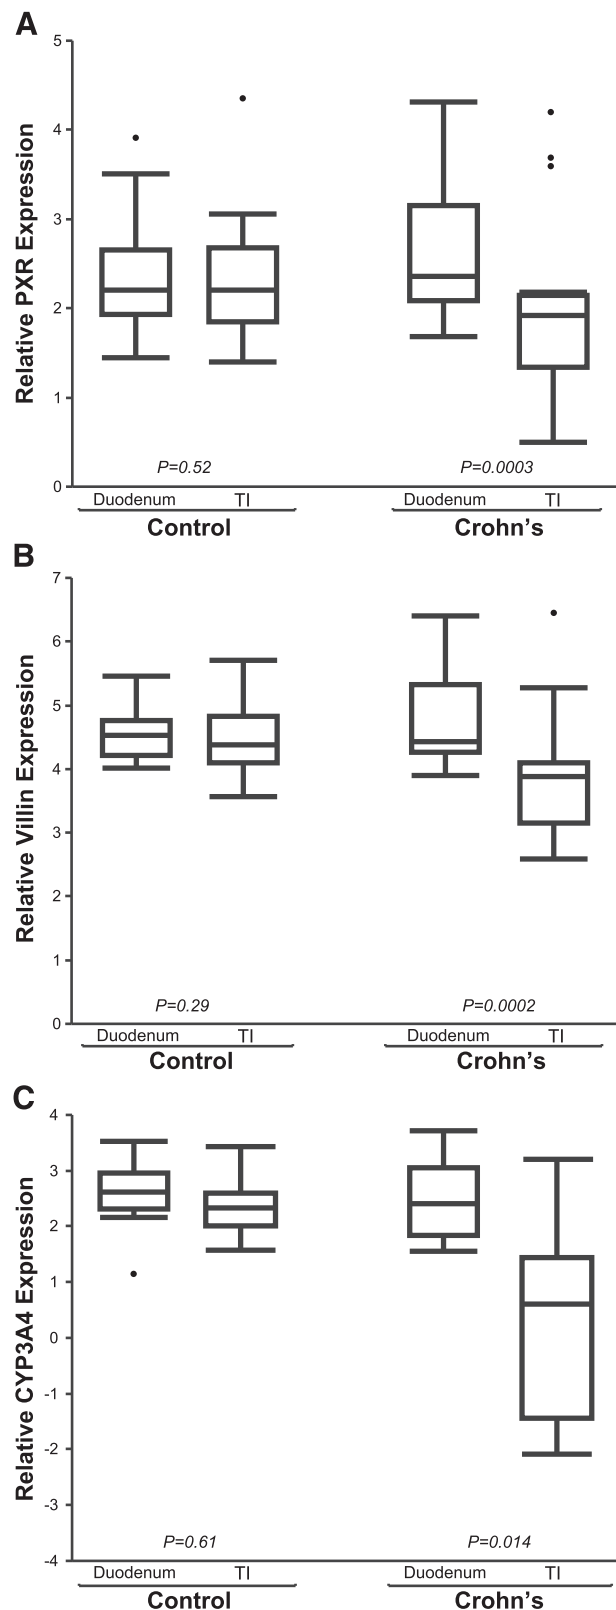 A
Relative PXR Expression
5
4
3
2
1
0
P=0.52
P=0.0003
Duodenum TI Duodenum TI
Control Crohn’s
B
Relative Villin Expression
7
6
5
4
3
2
1
0
P=0.29
P=0.0002
Duodenum TI Duodenum TI
Control Crohn’s
C
Relative CYP3A4 Expression
4
3
2
1
0
-1
-2
-3
-4
P=0.61
P=0.014
Duodenum TI Duodenum TI
Control Crohn’s